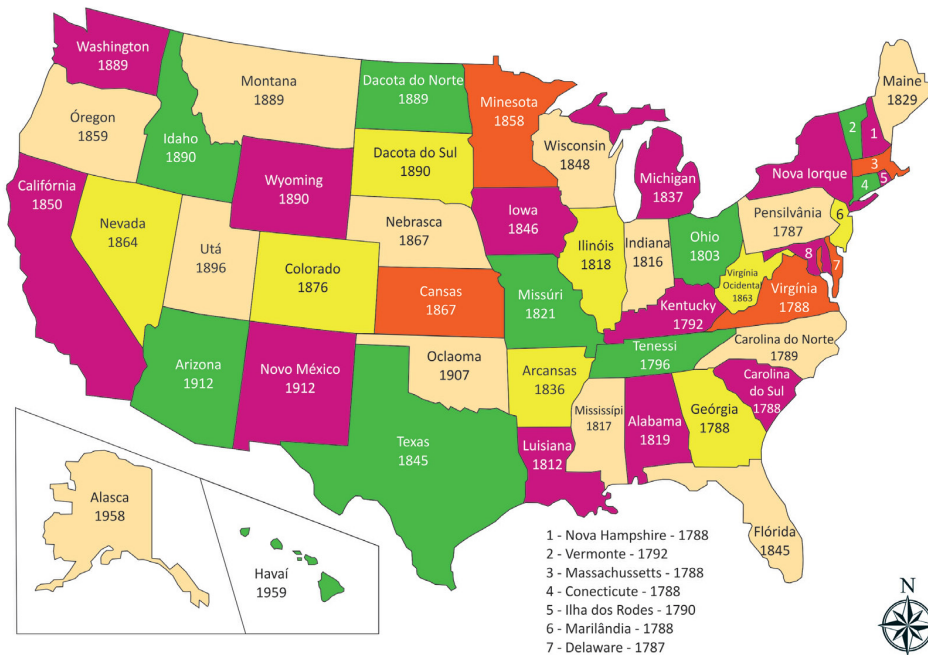 Washington
1889
Montana
1889
Dacota do Norte
1889
Minesota
1858
Maine
1829
Óregon
1859
Idaho
1890
Dacota do Sul
1890
Wisconsin
1848
2
1
Wyoming
1890
Michigan
1837
Nova Iorque
3
4
5
Califórnia
1850
Nevada
1864
Nebrasca
1867
Iowa
1846
Pensilvânia
1787
6
Utá
1896
Colorado
1876
Ilinóis
1818
Indiana
1816
Ohio
1803
8
7
Virgínia
Ocidental
1863
Cansas
1867
Missúri
1821
Virgínia
1788
Kentucky
1792
Carolina do Norte
1789
Tenessi
1796
Arizona
1912
Novo México
1912
Oclaoma
1907
Arcansas
1836
Carolina
do Sul
1788
Mississípi
1817
Alabama
1819
Geórgia
1788
Texas
1845
Luisiana
1812
Alasca
1958
Havaí
1959
Flórida
1845
1 - Nova Hampshire - 1788
2 - Vermonte - 1792
3 - Massachussetts - 1788
4 - Conecticute - 1788
5 - Ilha dos Rodes - 1790
6 - Marilândia - 1788
7 - Delaware - 1787
N